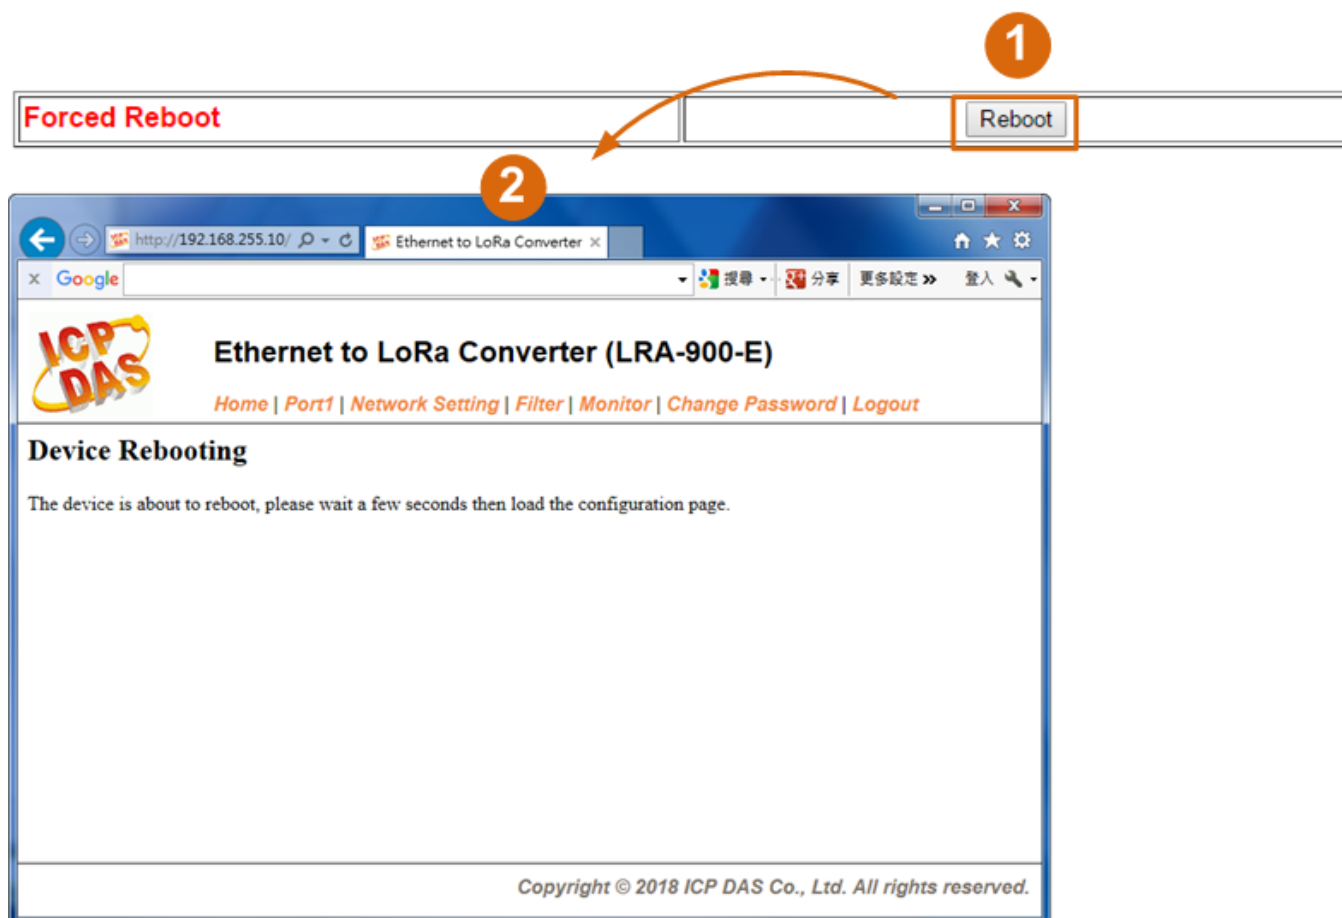 1
Forced Reboot Reboot
2
http://192.168.255.10/ Ethernet to LoRa Converter
x Google 搜尋 分享 更多設定 » 登入
ICP DAS
Ethernet to LoRa Converter (LRA-900-E)
Home | Port1 | Network Setting | Filter | Monitor | Change Password | Logout
Device Rebooting
The device is about to reboot, please wait a few seconds then load the configuration page.
Copyright © 2018 ICP DAS Co., Ltd. All rights reserved.